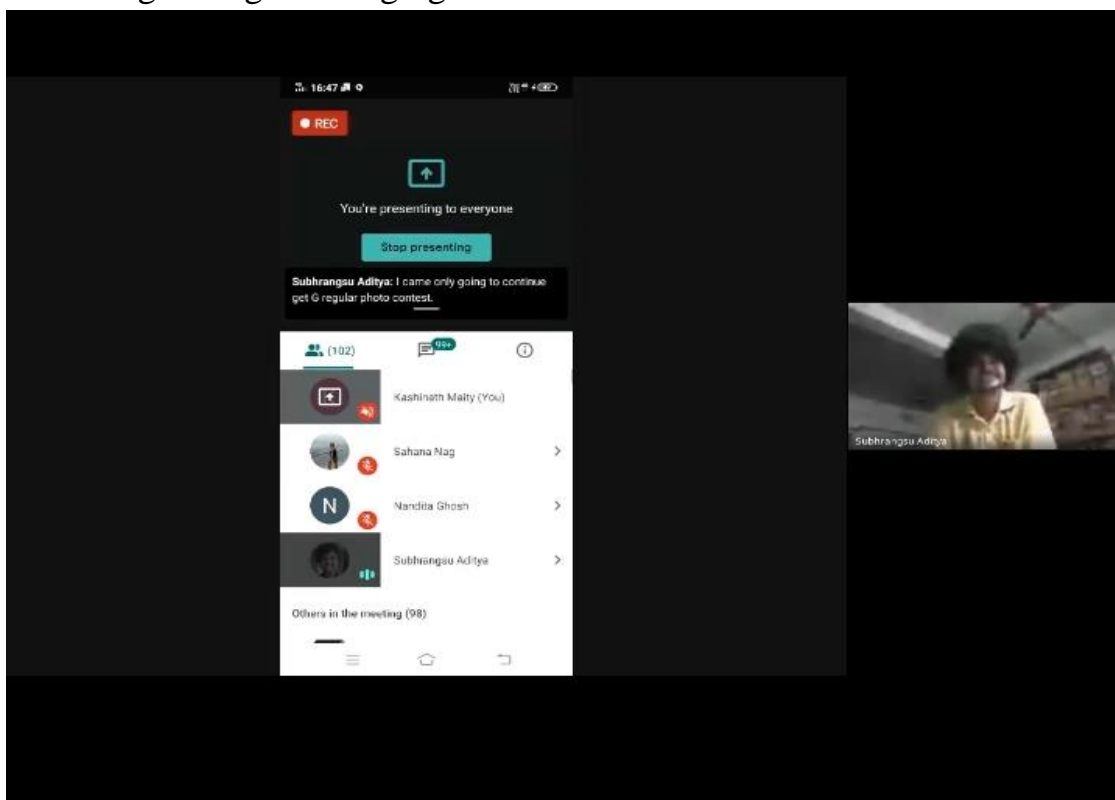 16:47
REC
You're presenting to everyone
Stop presenting
Subhrangsu Aditya: I came only going to continue
get G regular photo contest.
(102)
99+
Kashinath Maity (You)
Sahana Nag
N
Nandita Ghosh
Subhrangsu Aditya
Others in the meeting (98)
Subhrangsu Aditya